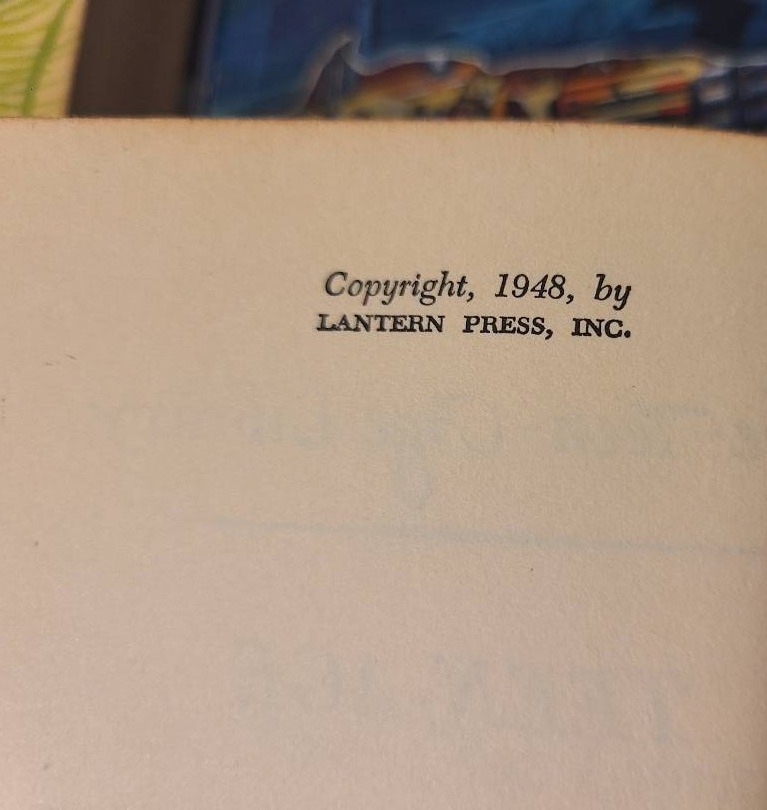 Copyright, 1948, by
LANTERN PRESS, INC.